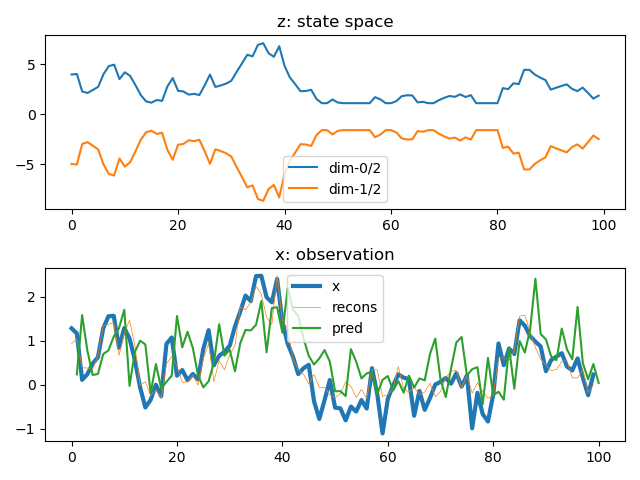 z: state space
5
0
−5
dim-0/2
dim-1/2
0 20 40 60 80 100
x: observation
2
1
0
−1
x
recons
pred
0 20 40 60 80 100